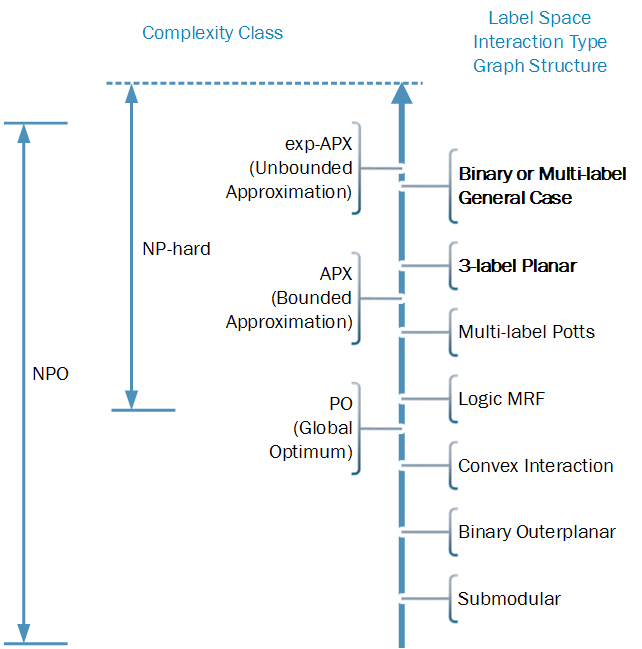 Complexity Class
Label Space
Interaction Type
Graph Structure
NPO
NP-hard
exp-APX
(Unbounded
Approximation)
APX
(Bounded
Approximation)
PO
(Global
Optimum)
Binary or Multi-label
General Case
3-label Planar
Multi-label Potts
Logic MRF
Convex Interaction
Binary Outerplanar
Submodular